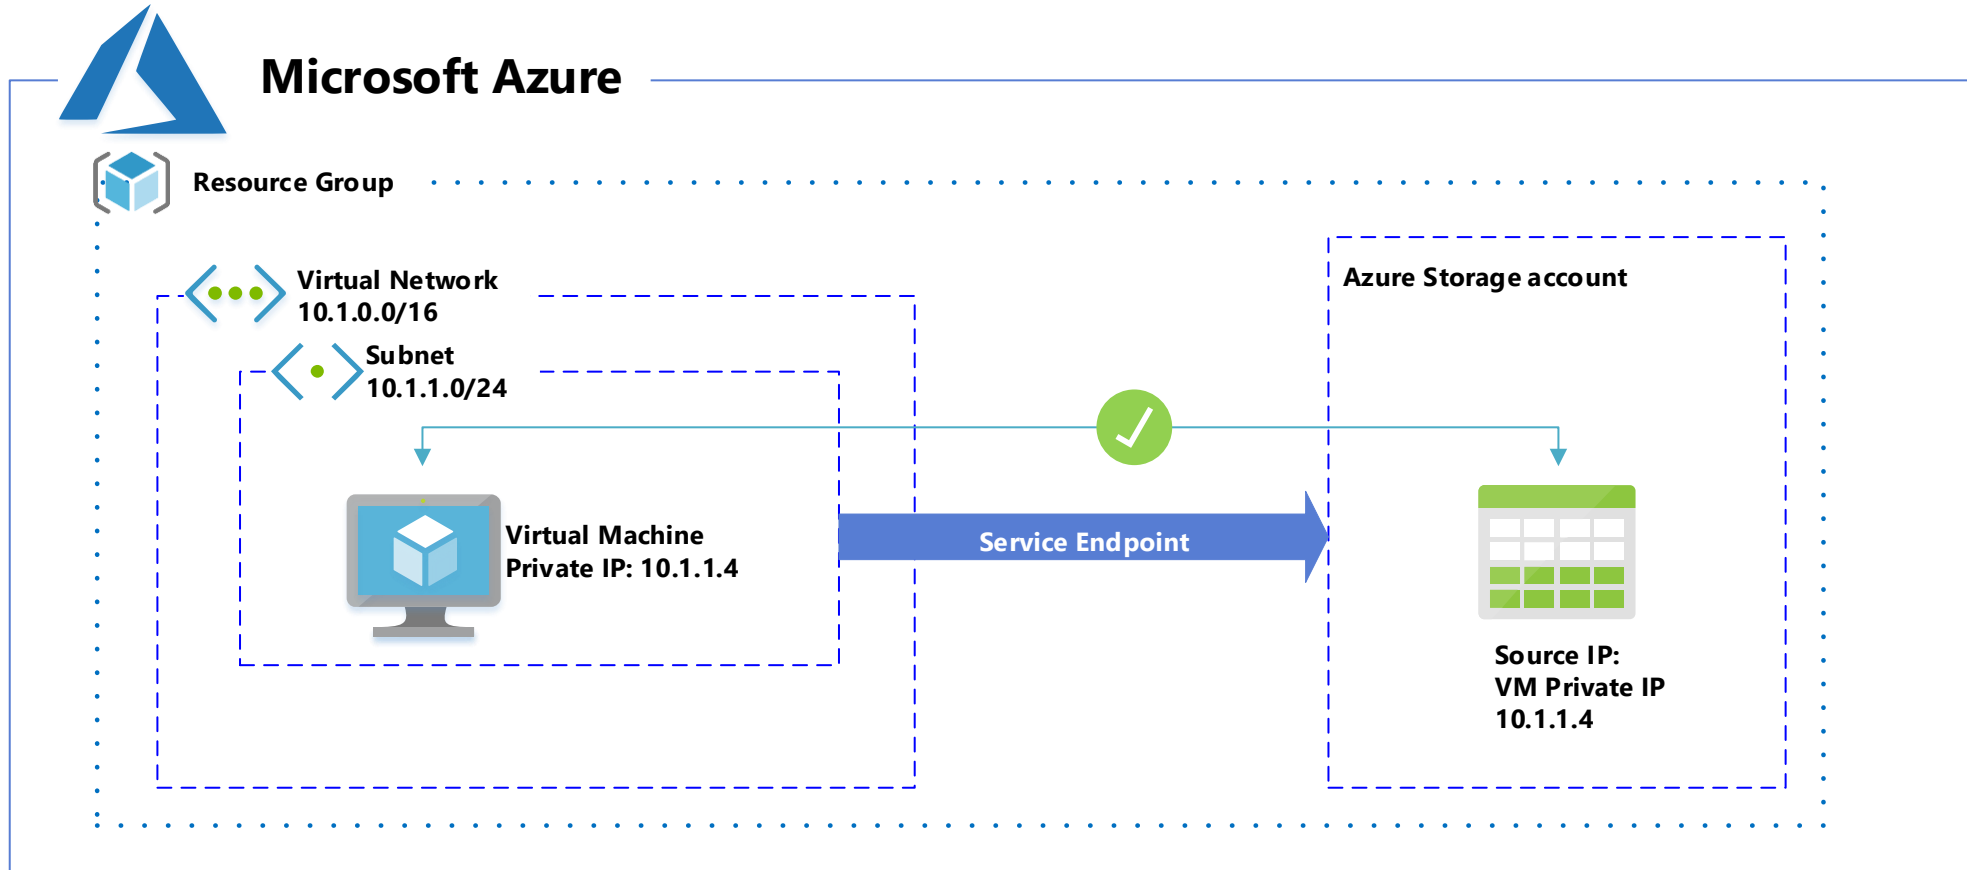 Microsoft Azure
Resource Group
Virtual Network
10.1.0.0/16
Subnet
10.1.1.0/24
Virtual Machine
Private IP: 10.1.1.4
Service Endpoint
Azure Storage account
Source IP:
VM Private IP
10.1.1.4